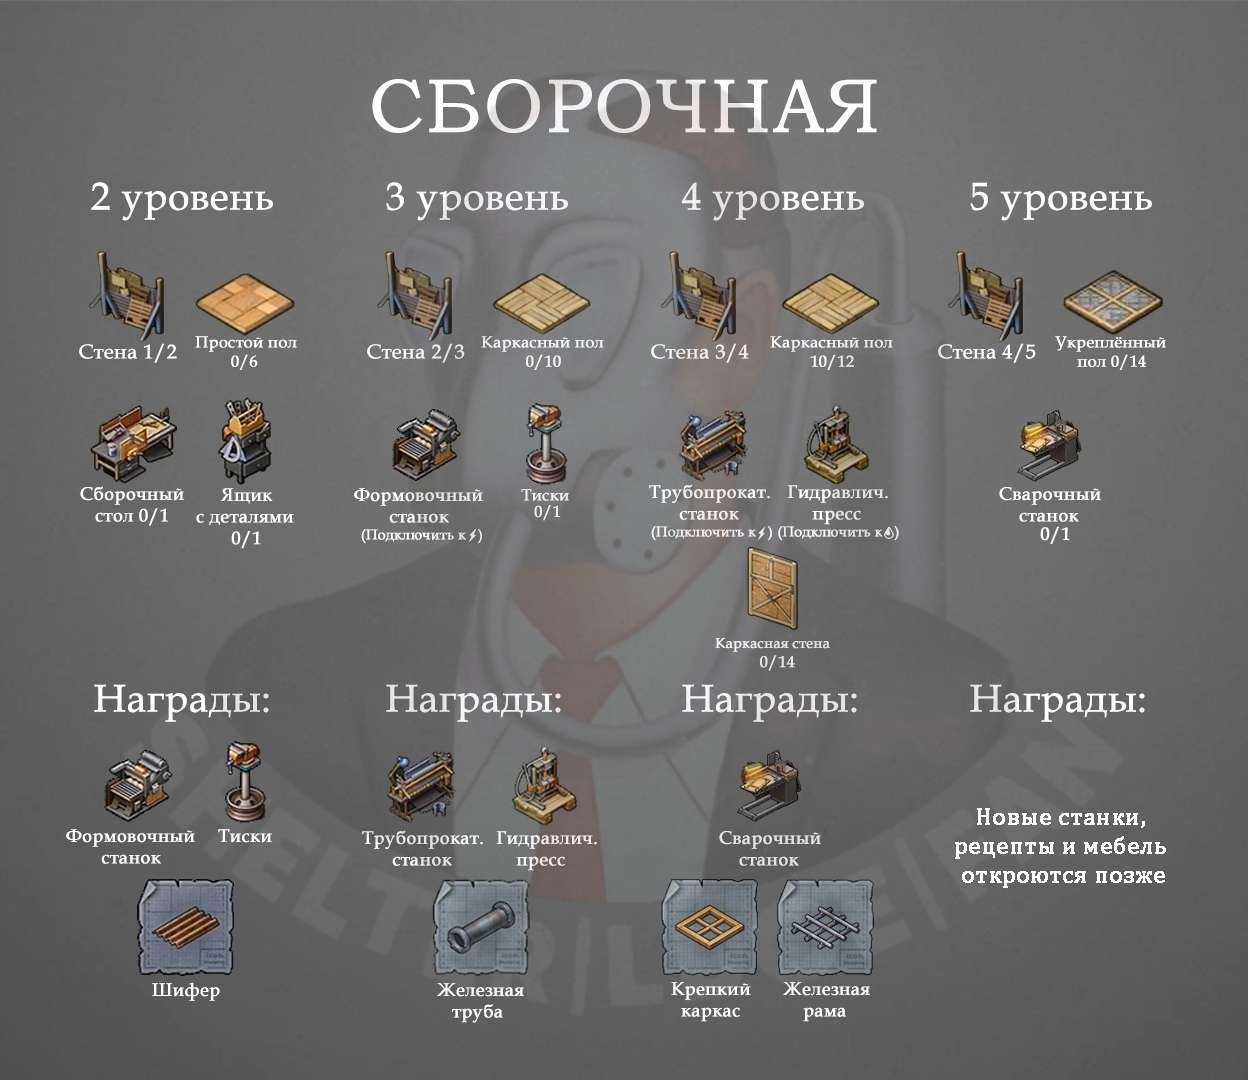 СБОРОЧНАЯ
2 уровень
3 уровень
4 уровень
5 уровень
Стена 1/2
Простой пол
0/6
Стена 2/3
Каркасный пол
0/10
Стена 3/4
Каркасный пол
10/12
Стена 4/5
Укреплённый
пол 0/14
Сборочный
стол 0/1
Ящик
с деталями
0/1
Формовочный
станок
(Подключить к⚡)
Тиски
0/1
Трубопрокат.
станок
(Подключить к⚡)
Гидравлич.
пресс
(Подключить к💧)
Каркасная стена
0/14
Сварочный
станок
0/1
Награды:
Награды:
Награды:
Награды:
Формовочный
станок
Тиски
Трубопрокат.
станок
Гидравлич.
пресс
Сварочный
станок
Новые станки,
рецепты и мебель
откроются позже
Шифер
Железная
труба
Крепкий
каркас
Железная
рама